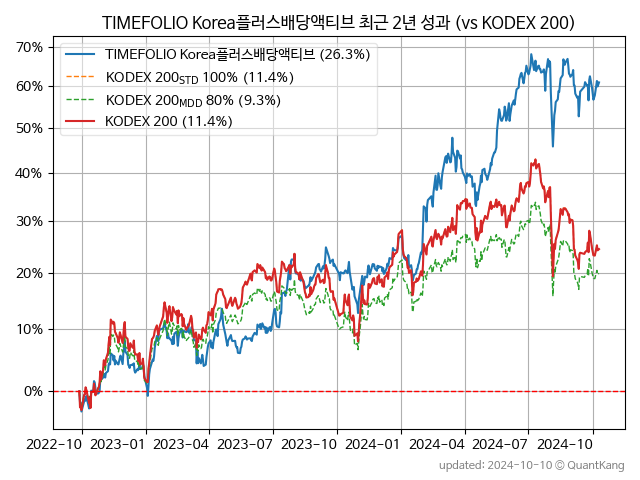 TIMEFOLIO Korea플러스배당액티브 최근 2년 성과 (vs KODEX 200)
TIMEFOLIO Korea플러스배당액티브 (26.3%)
KODEX 200STD 100% (11.4%)
KODEX 200MDD 80% (9.3%)
KODEX 200 (11.4%)
70%
60%
50%
40%
30%
20%
10%
0%
2022-10 2023-01 2023-04 2023-07 2023-10 2024-01 2024-04 2024-07 2024-10
updated: 2024-10-10 © QuantKang